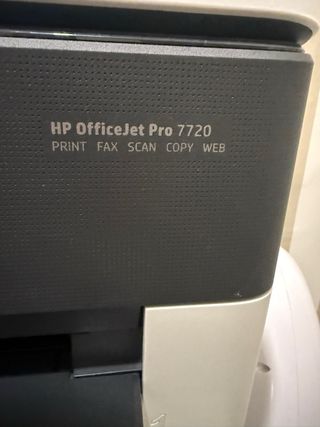 HP OfficeJet Pro 7720
PRINT FAX SCAN COPY WEB